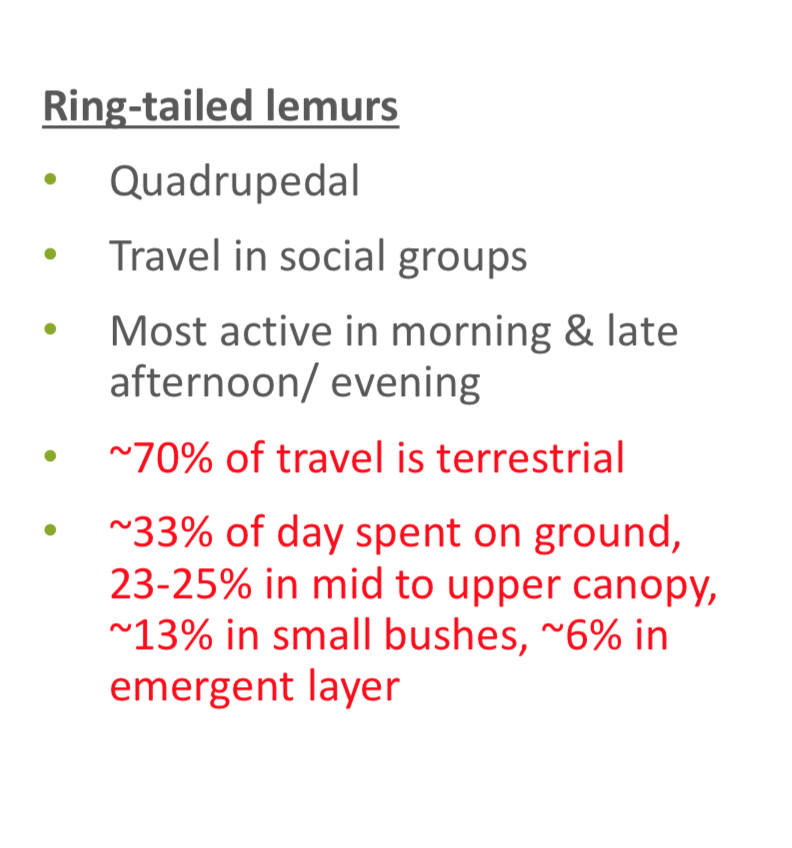 Ring-tailed lemurs
• Quadrupedal
• Travel in social groups
• Most active in morning & late
afternoon/ evening
• ~70% of travel is terrestrial
• ~33% of day spent on ground,
23-25% in mid to upper canopy,
~13% in small bushes, ~6% in
emergent layer